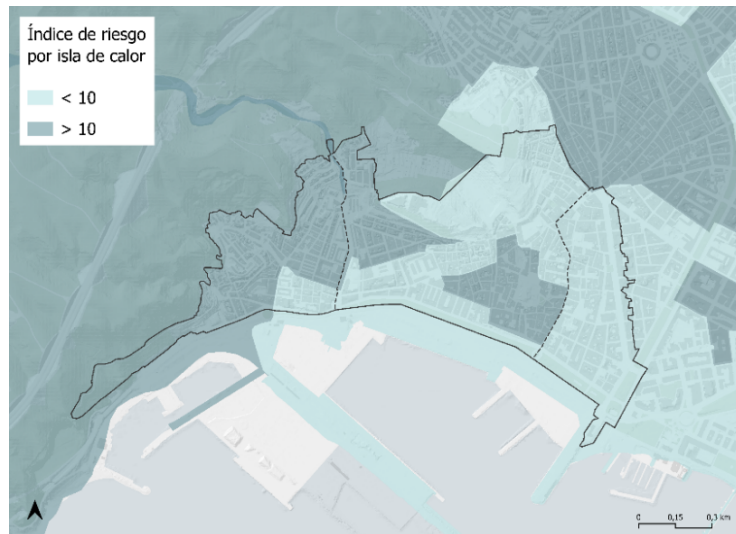 Índice de riesgo
por isla de calor
< 10
> 10
0 0,15 0,3 km